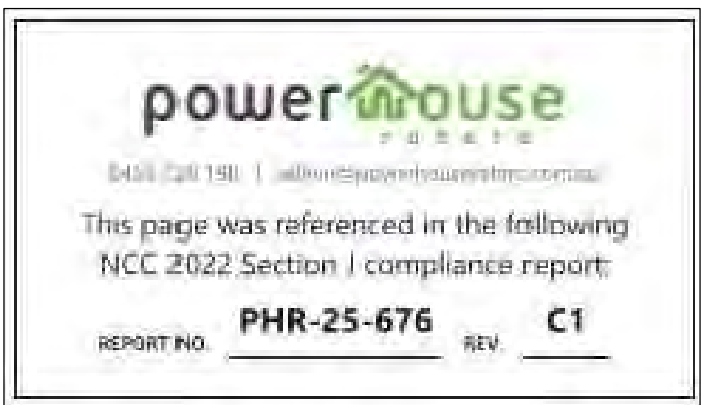 powerhouse
raters
This page was referenced in the following
NCC 2022 Section J compliance report:
REPORT NO. PHR-25-676 REV. C1